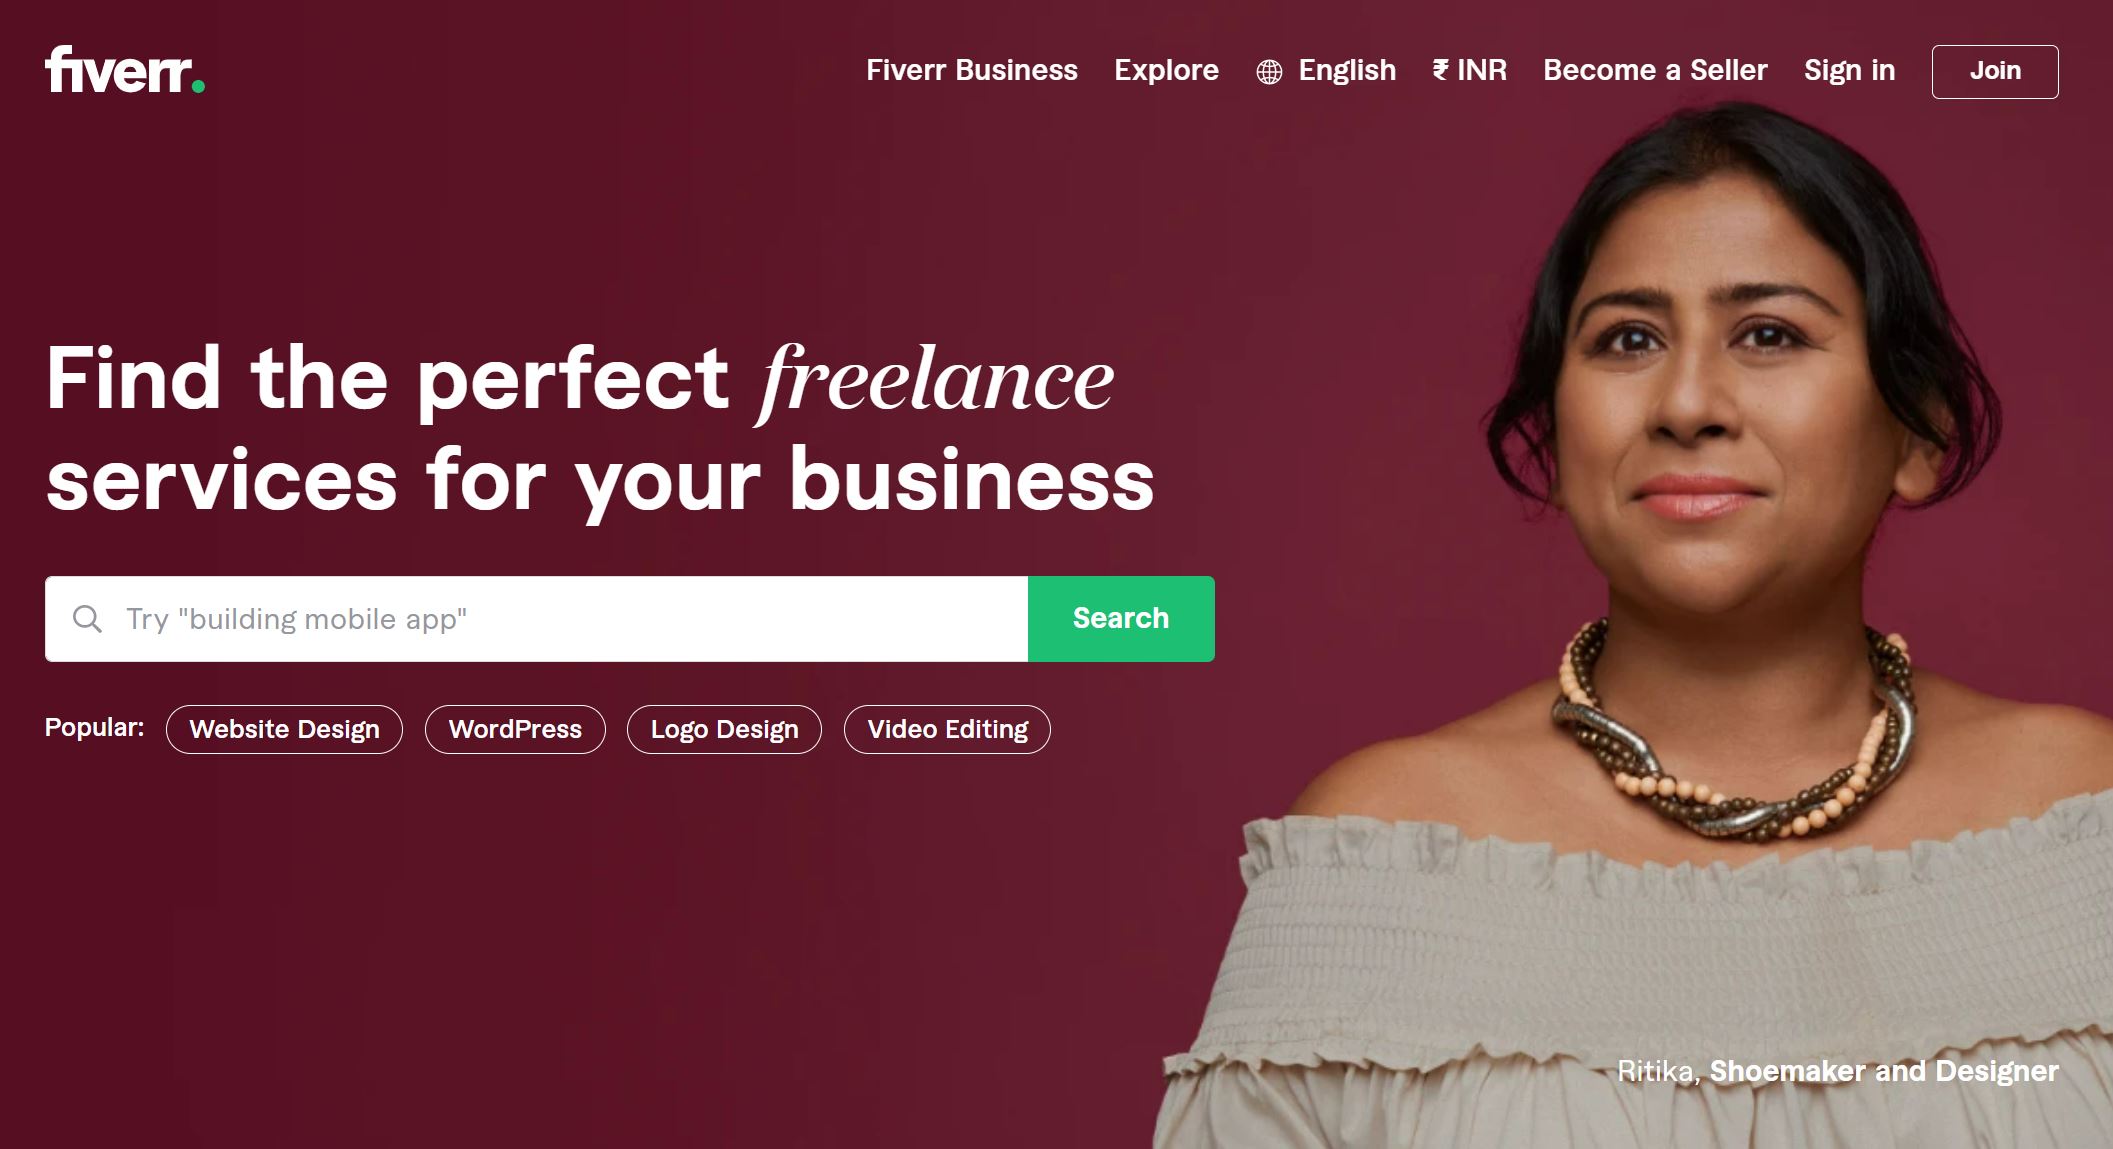 fiverr.
Fiverr Business Explore English ₹ INR Become a Seller Sign in Join
Find the perfect freelance
services for your business
Try "building mobile app" Search
Popular: Website Design WordPress Logo Design Video Editing
Ritika, Shoemaker and Designer